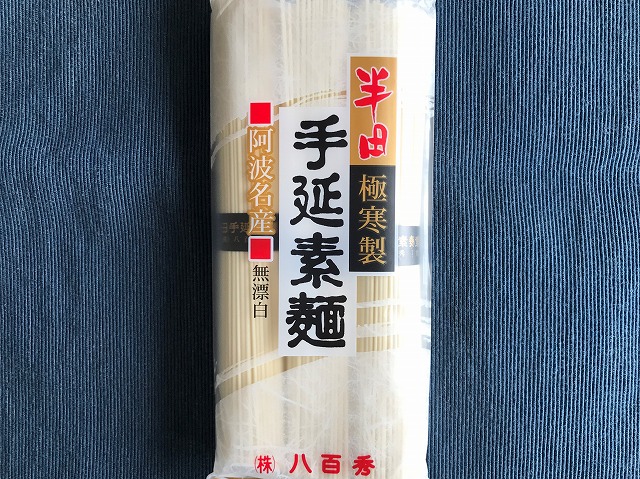 半田
極寒製
手延素麺
阿波名産
無漂白
㈱八百秀